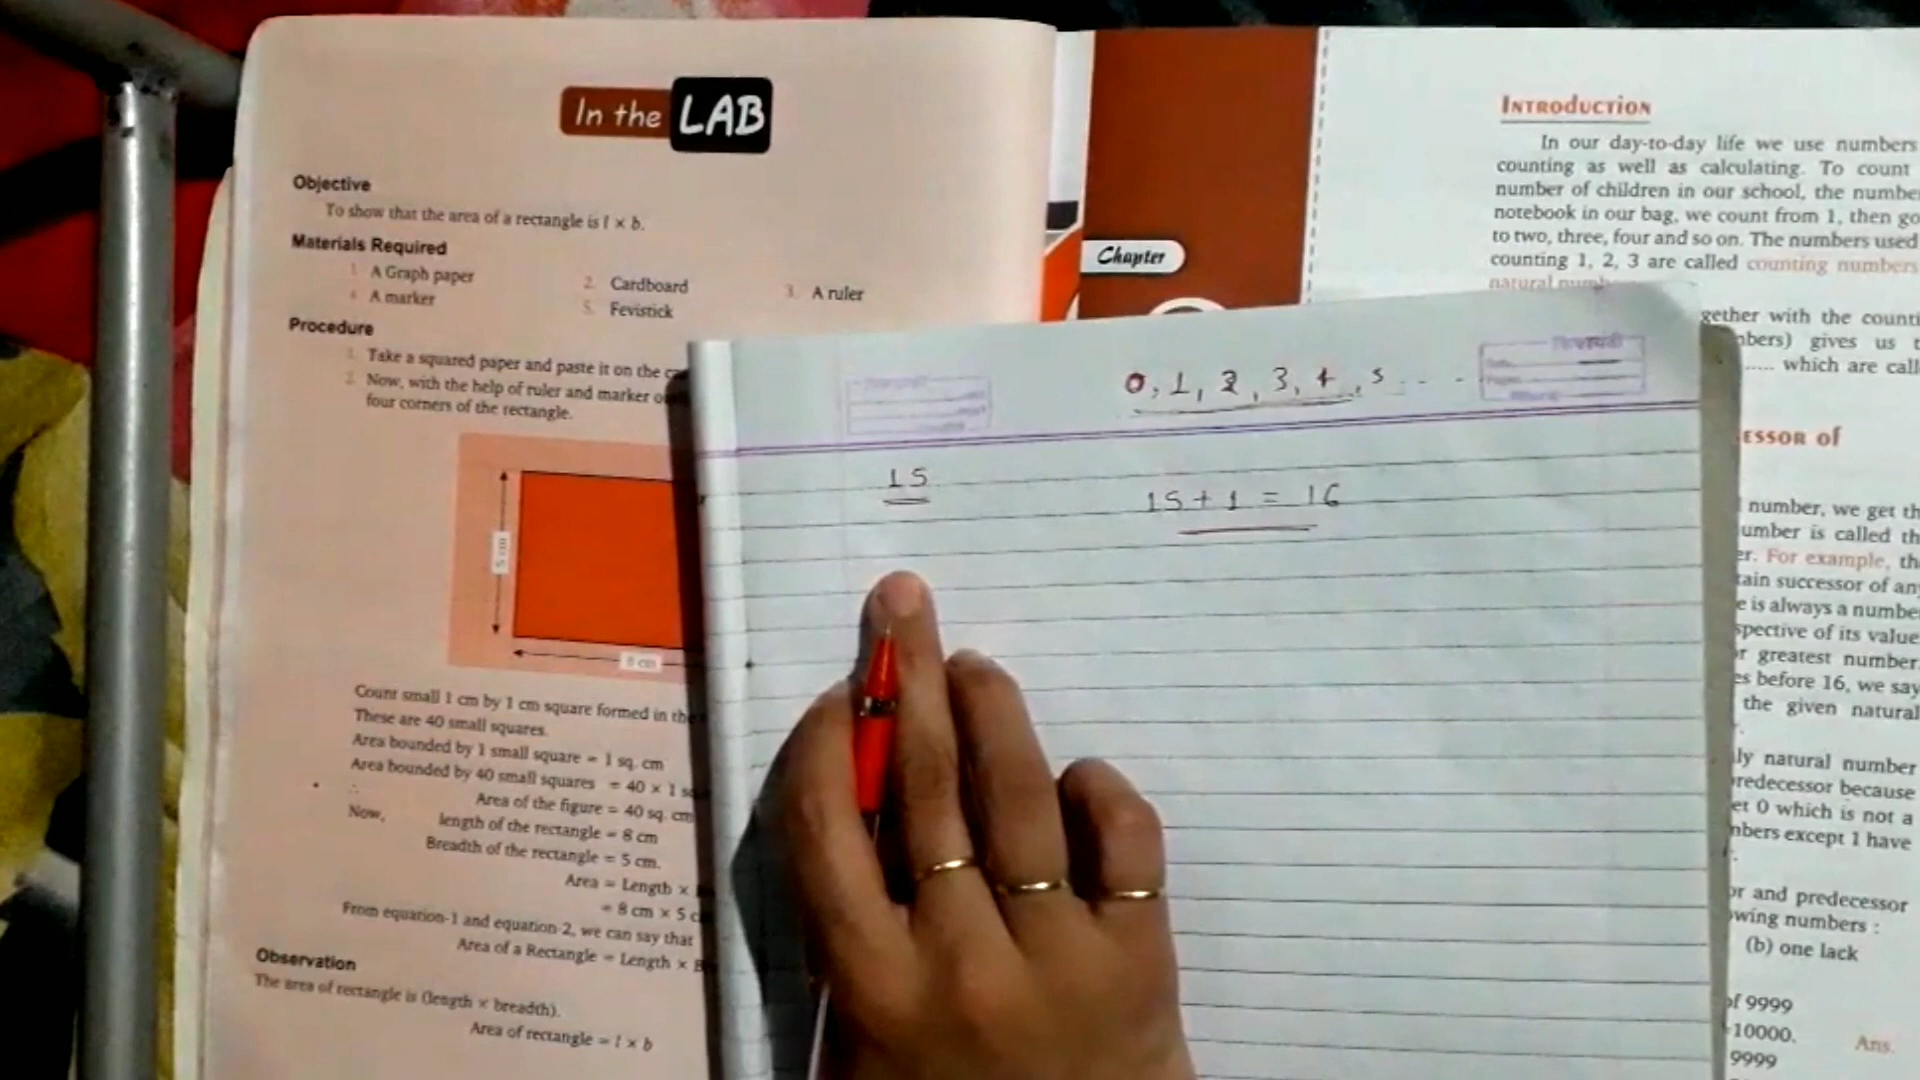 In the LAB
Objective
To show that the area of a rectangle is l × b.
Materials Required
1. A Graph paper
2. Cardboard
3. A ruler
4. A marker
5. Fevistick
Procedure
1. Take a squared paper and paste it on the
2. Now, with the help of ruler and marker
four corners of the rectangle.
5 cm
8 cm
Count small 1 cm by 1 cm square formed in the
These are 40 small squares.
Area bounded by 1 small square = 1 sq. cm
Area bounded by 40 small squares = 40 × 1
∴ Area of the figure = 40 sq. cm
Now, length of the rectangle = 8 cm
Breadth of the rectangle = 5 cm.
Area = Length ×
= 8 cm × 5
From equation-1 and equation-2, we can say that
Area of a Rectangle = Length ×
Observation
The area of rectangle is (length × breadth).
Area of rectangle = l × b
Chapter
INTRODUCTION
In our day-to-day life we use numbers
counting as well as calculating. To count
number of children in our school, the number
notebook in our bag, we count from 1, then go
to two, three, four and so on. The numbers used
counting 1, 2, 3 are called counting numbers
natural
gether with the counti
gives us
..... which are call
ESSOR of
number, we get th
umber is called th
er. For example, th
tain successor of an
e is always a numbe
spective of its value
r greatest number
es before 16, we say
the given natural
ly natural number
redecessor because
et 0 which is not a
nbers except 1 have
or and predecessor
owing numbers :
(b) one lack
of 9999
10000.
Ans.
9999
0, 1, 2, 3, 4, 5 - - -
15
15 + 1 = 16